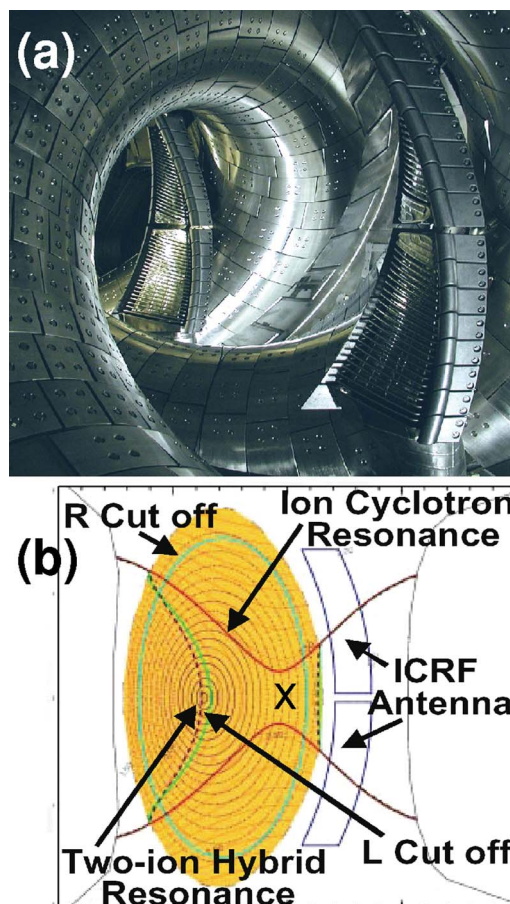 (a)
R Cut off
Ion Cyclotron
Resonance
(b)
ICRF
Antenna
X
Two-ion Hybrid
Resonance
L Cut off